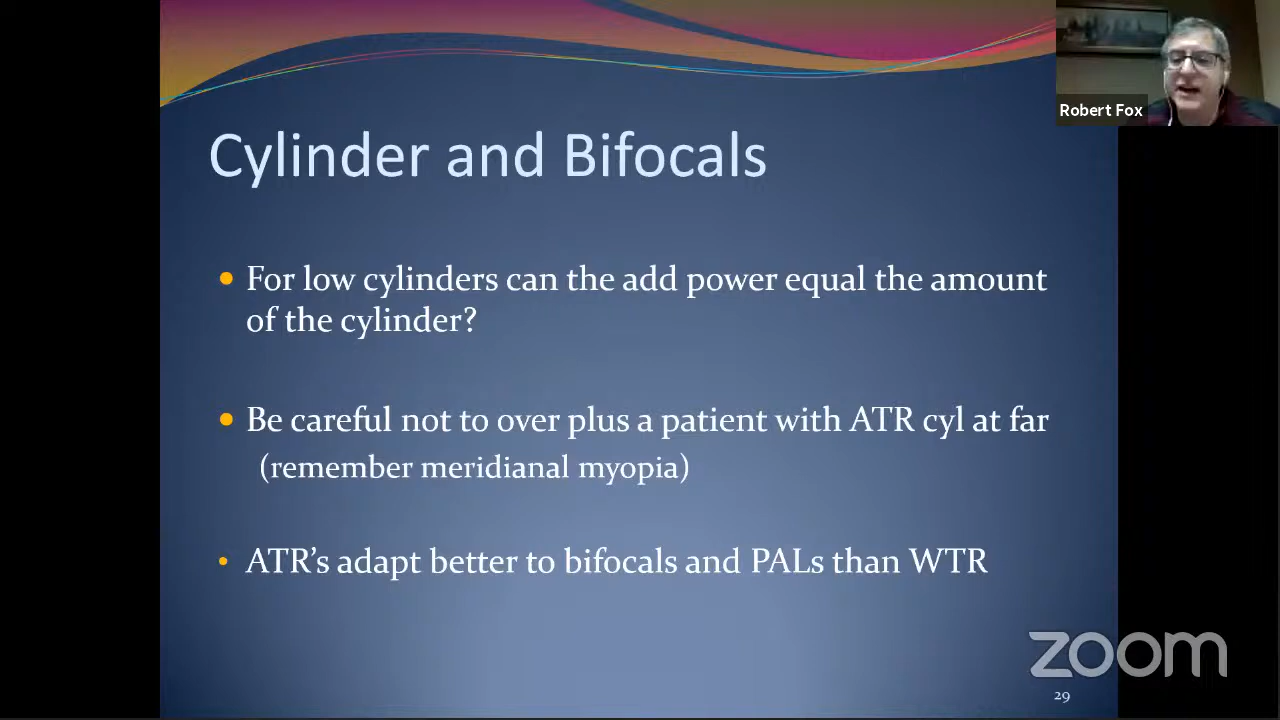 Robert Fox
Cylinder and Bifocals
• For low cylinders can the add power equal the amount
of the cylinder?
• Be careful not to over plus a patient with ATR cyl at far
(remember meridianal myopia)
• ATR's adapt better to bifocals and PALs than WTR
zoom
29